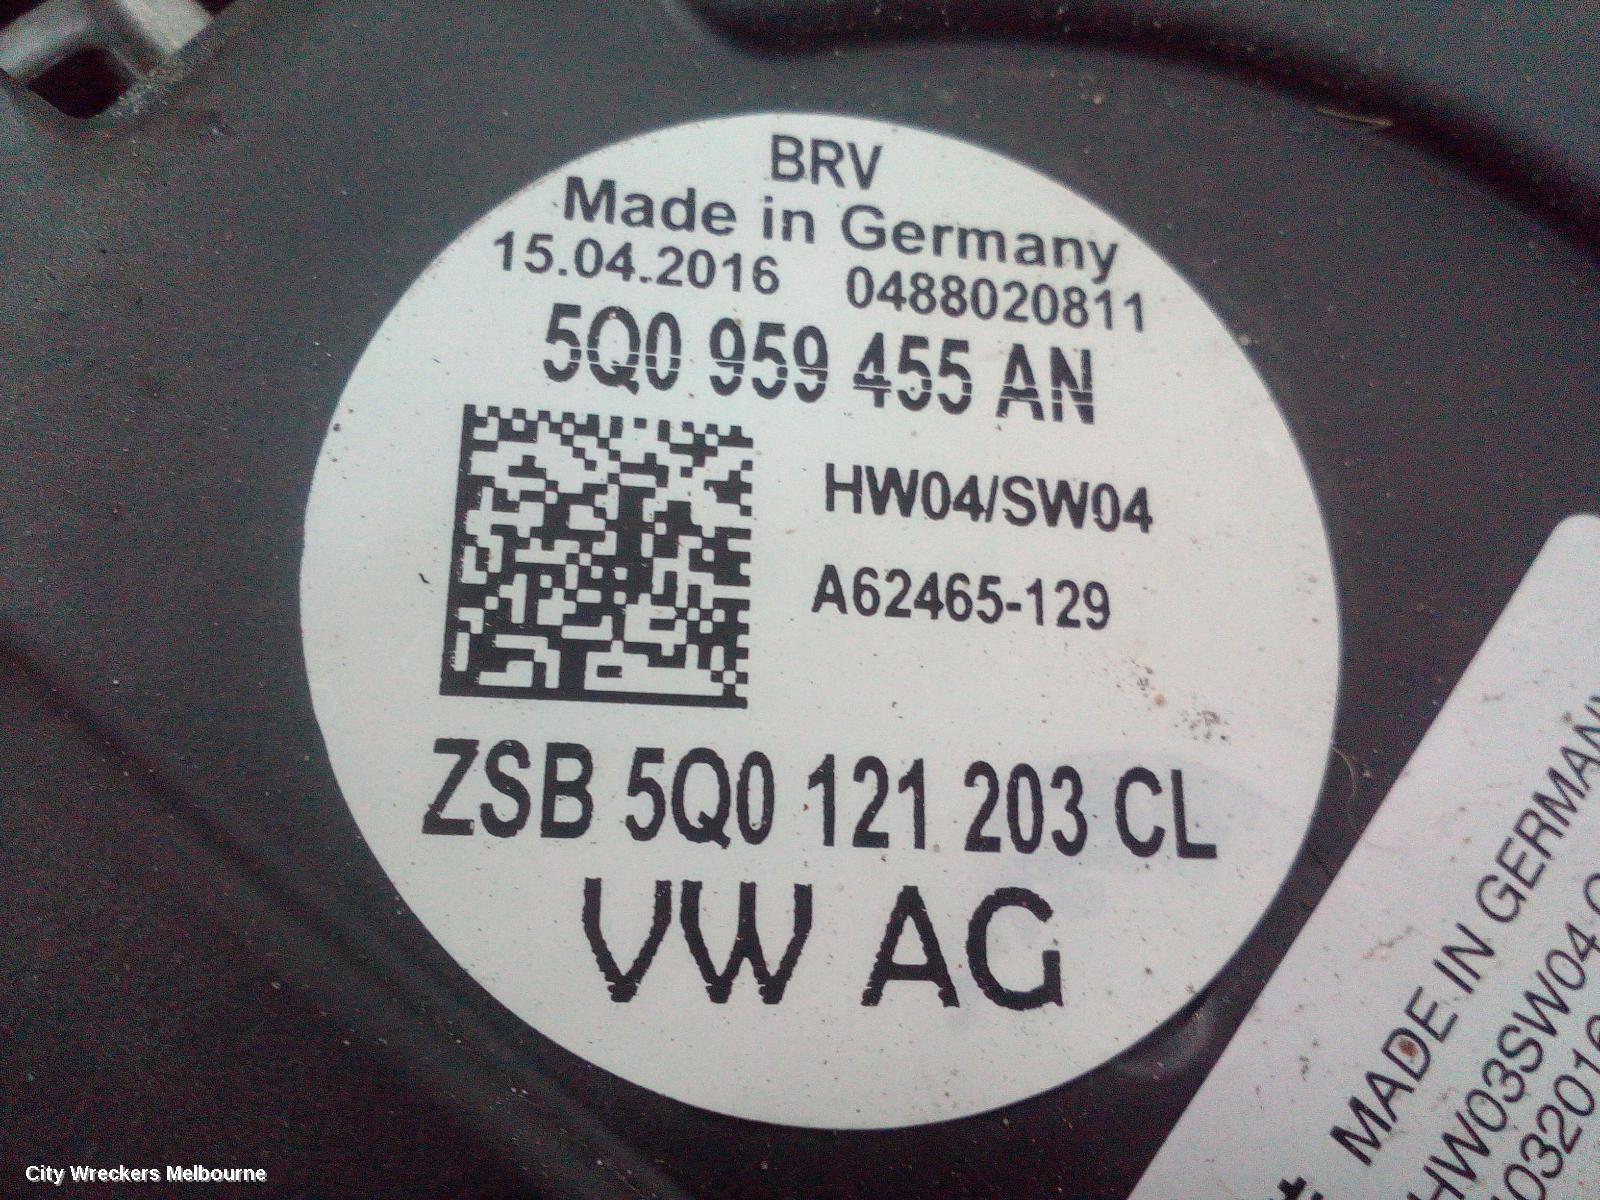 BRV
Made in Germany
15.04.2016 0488020811
5Q0 959 455 AN
HW04/SW04
A62465-129
ZSB 5Q0 121 203 CL
VW AG
MADE IN GERMANY
HW03SW04
City Wreckers Melbourne